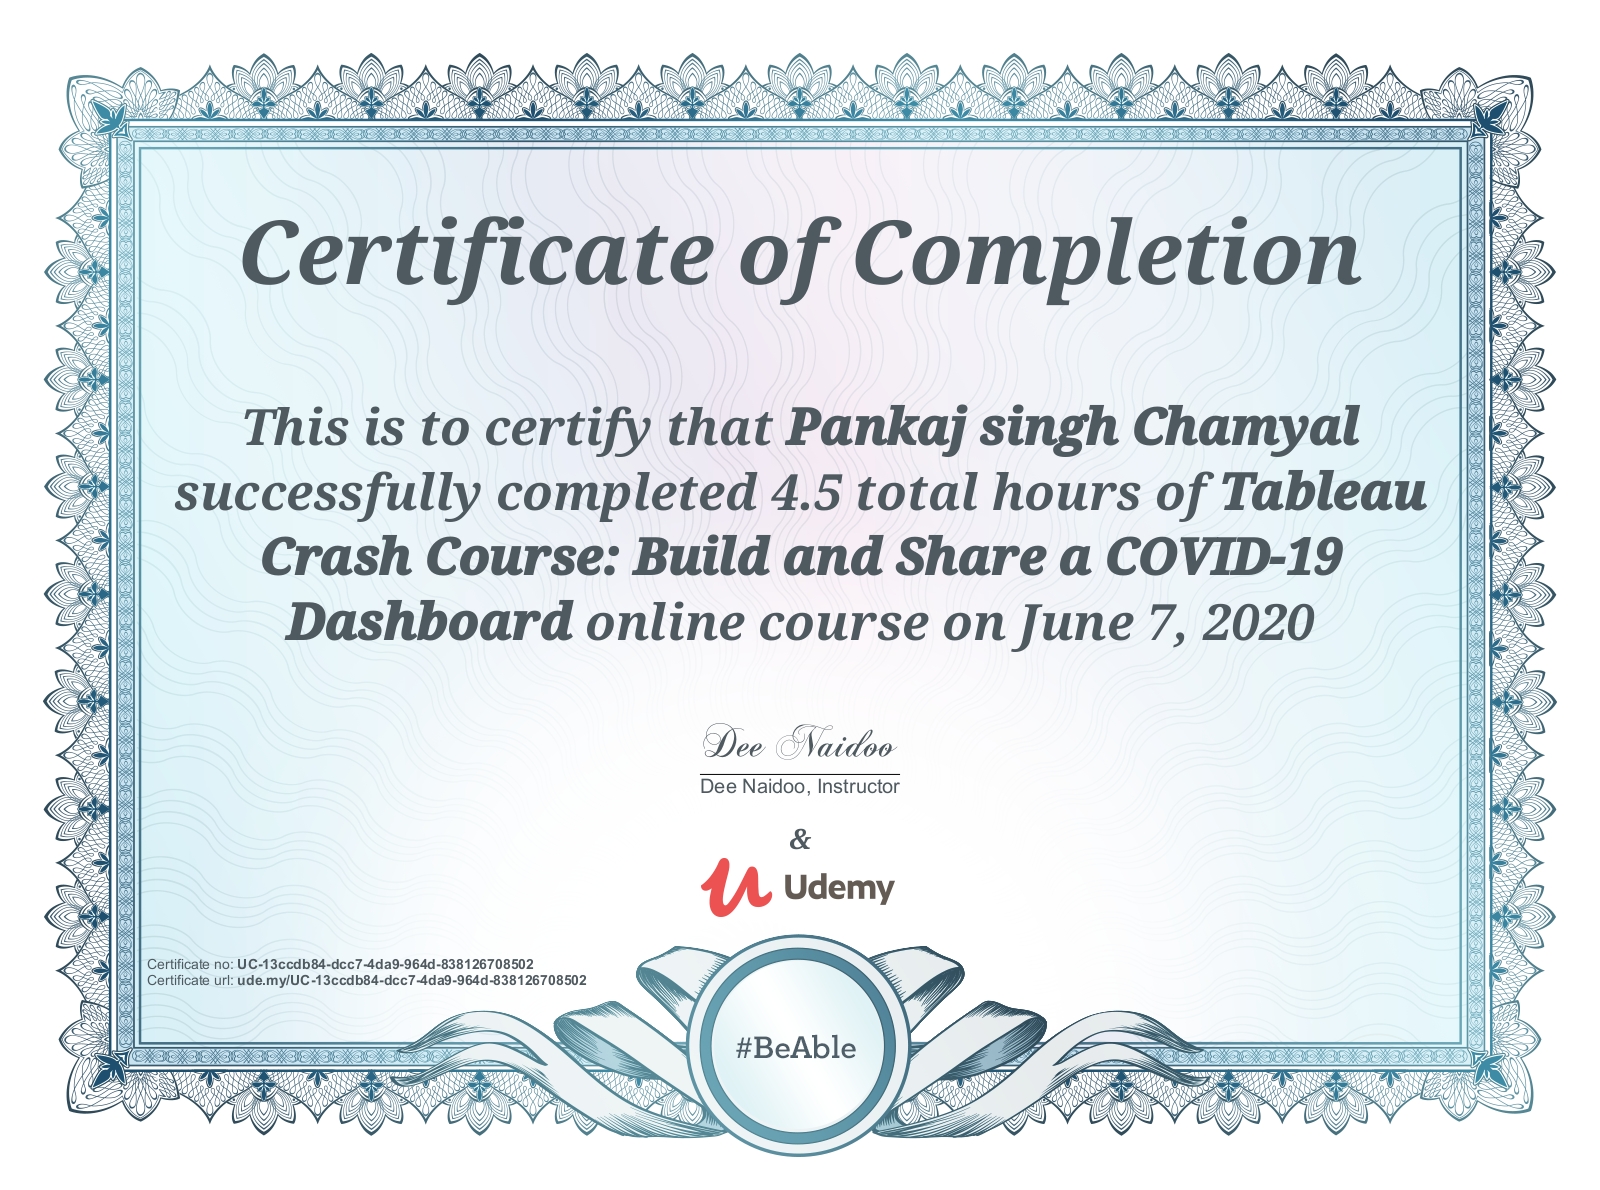 Certificate of Completion
This is to certify that Pankaj singh Chamyal
successfully completed 4.5 total hours of Tableau
Crash Course: Build and Share a COVID-19
Dashboard online course on June 7, 2020
Dee Naidoo
Dee Naidoo, Instructor
&
Udemy
Certificate no: UC-13ccdb84-dcc7-4da9-964d-838126708502
Certificate url: ude.my/UC-13ccdb84-dcc7-4da9-964d-838126708502
#BeAble